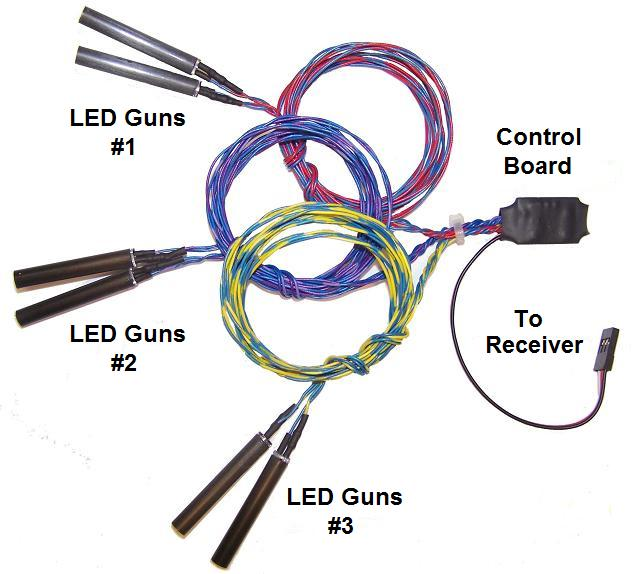 LED Guns
#1
Control
Board
LED Guns
#2
To
Receiver
LED Guns
#3